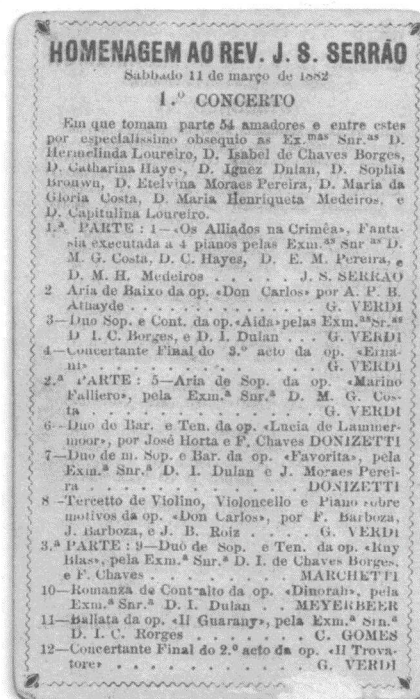 HOMENAGEM AO REV. J. S. SERRÃO
Sabbado 11 de março de 1882
1.º CONCERTO
Em que tomam parte 54 amadores e entre estes
por especialissimo obsequio as Ex.mas Snr.as D.
Hermelinda Loureiro, D. Isabel de Chaves Borges,
D. Catharina Hayes, D. Ignez Dulan, D. Sophia
Brouwn, D. Etelvina Moraes Pereira, D. Maria da
Gloria Costa, D. Maria Henriqueta Medeiros, e
D. Capitulina Loureiro.
1.ª PARTE: 1—«Os Alliados na Crimêa», Fanta-
sia executada a 4 pianos pelas Exm.as Snr as D.
M. G. Costa, D. C. Hayes, D. E. M. Pereira, e
D. M. H. Medeiros . . . . . J. S. SERRÃO
2 Aria de Baixo da op. «Don Carlos» por A. P. B.
Athayde . . . . . . . . . . G. VERDI
3—Duo Sop. e Cont. da op. «Aida» pelas Exm.as Sr.as
D I. C. Borges, e D. I. Dulan . . G. VERDI
4—Concertante Final do 3.º acto da op. «Erna-
ni» . . . . . . . . . . . . G. VERDI
2.ª PARTE: 5—Aria de Sop. da op. «Marino
Falliero», pela Exm.ª Snr.ª D. M. G. Cos-
ta . . . . . . . . . . . . G. VERDI
6—Duo de Bar. e Ten. da op. «Lucia de Lammer-
moor», por José Horta e F. Chaves DONIZETTI
7—Duo de m. Sop. e Bar. da op. «Favorita», pela
Exm.ª Snr.ª D. I. Dulan e J. Moraes Perei-
ra . . . . . . . . . . . . DONIZETTI
8 —Tercetto de Violino, Violoncello e Piano sobre
motivos da op. «Don Carlos», por F. Barboza,
J. Barboza, e J. B. Roiz . . . G. VERDI
3.ª PARTE: 9—Duó de Sop. e Ten. da op. «Ruy
Blas», pela Exm.ª Snr.ª D. I. de Chaves Borges,
e F. Chaves . . . . . . . . MARCHETTI
10—Romanza de Contralto da op. «Dinorah», pela
Exm.ª Snr.ª D. I. Dulan . . MEYERBEER
11—Ballata da op. «Il Guarany», pela Exm.ª Snr.ª
D. I. C. Rorges . . . . . . . C. GOMES
12—Concertante Final do 2.º acto da op. «Il Trova-
tore» . . . . . . . . . . . G. VERDI